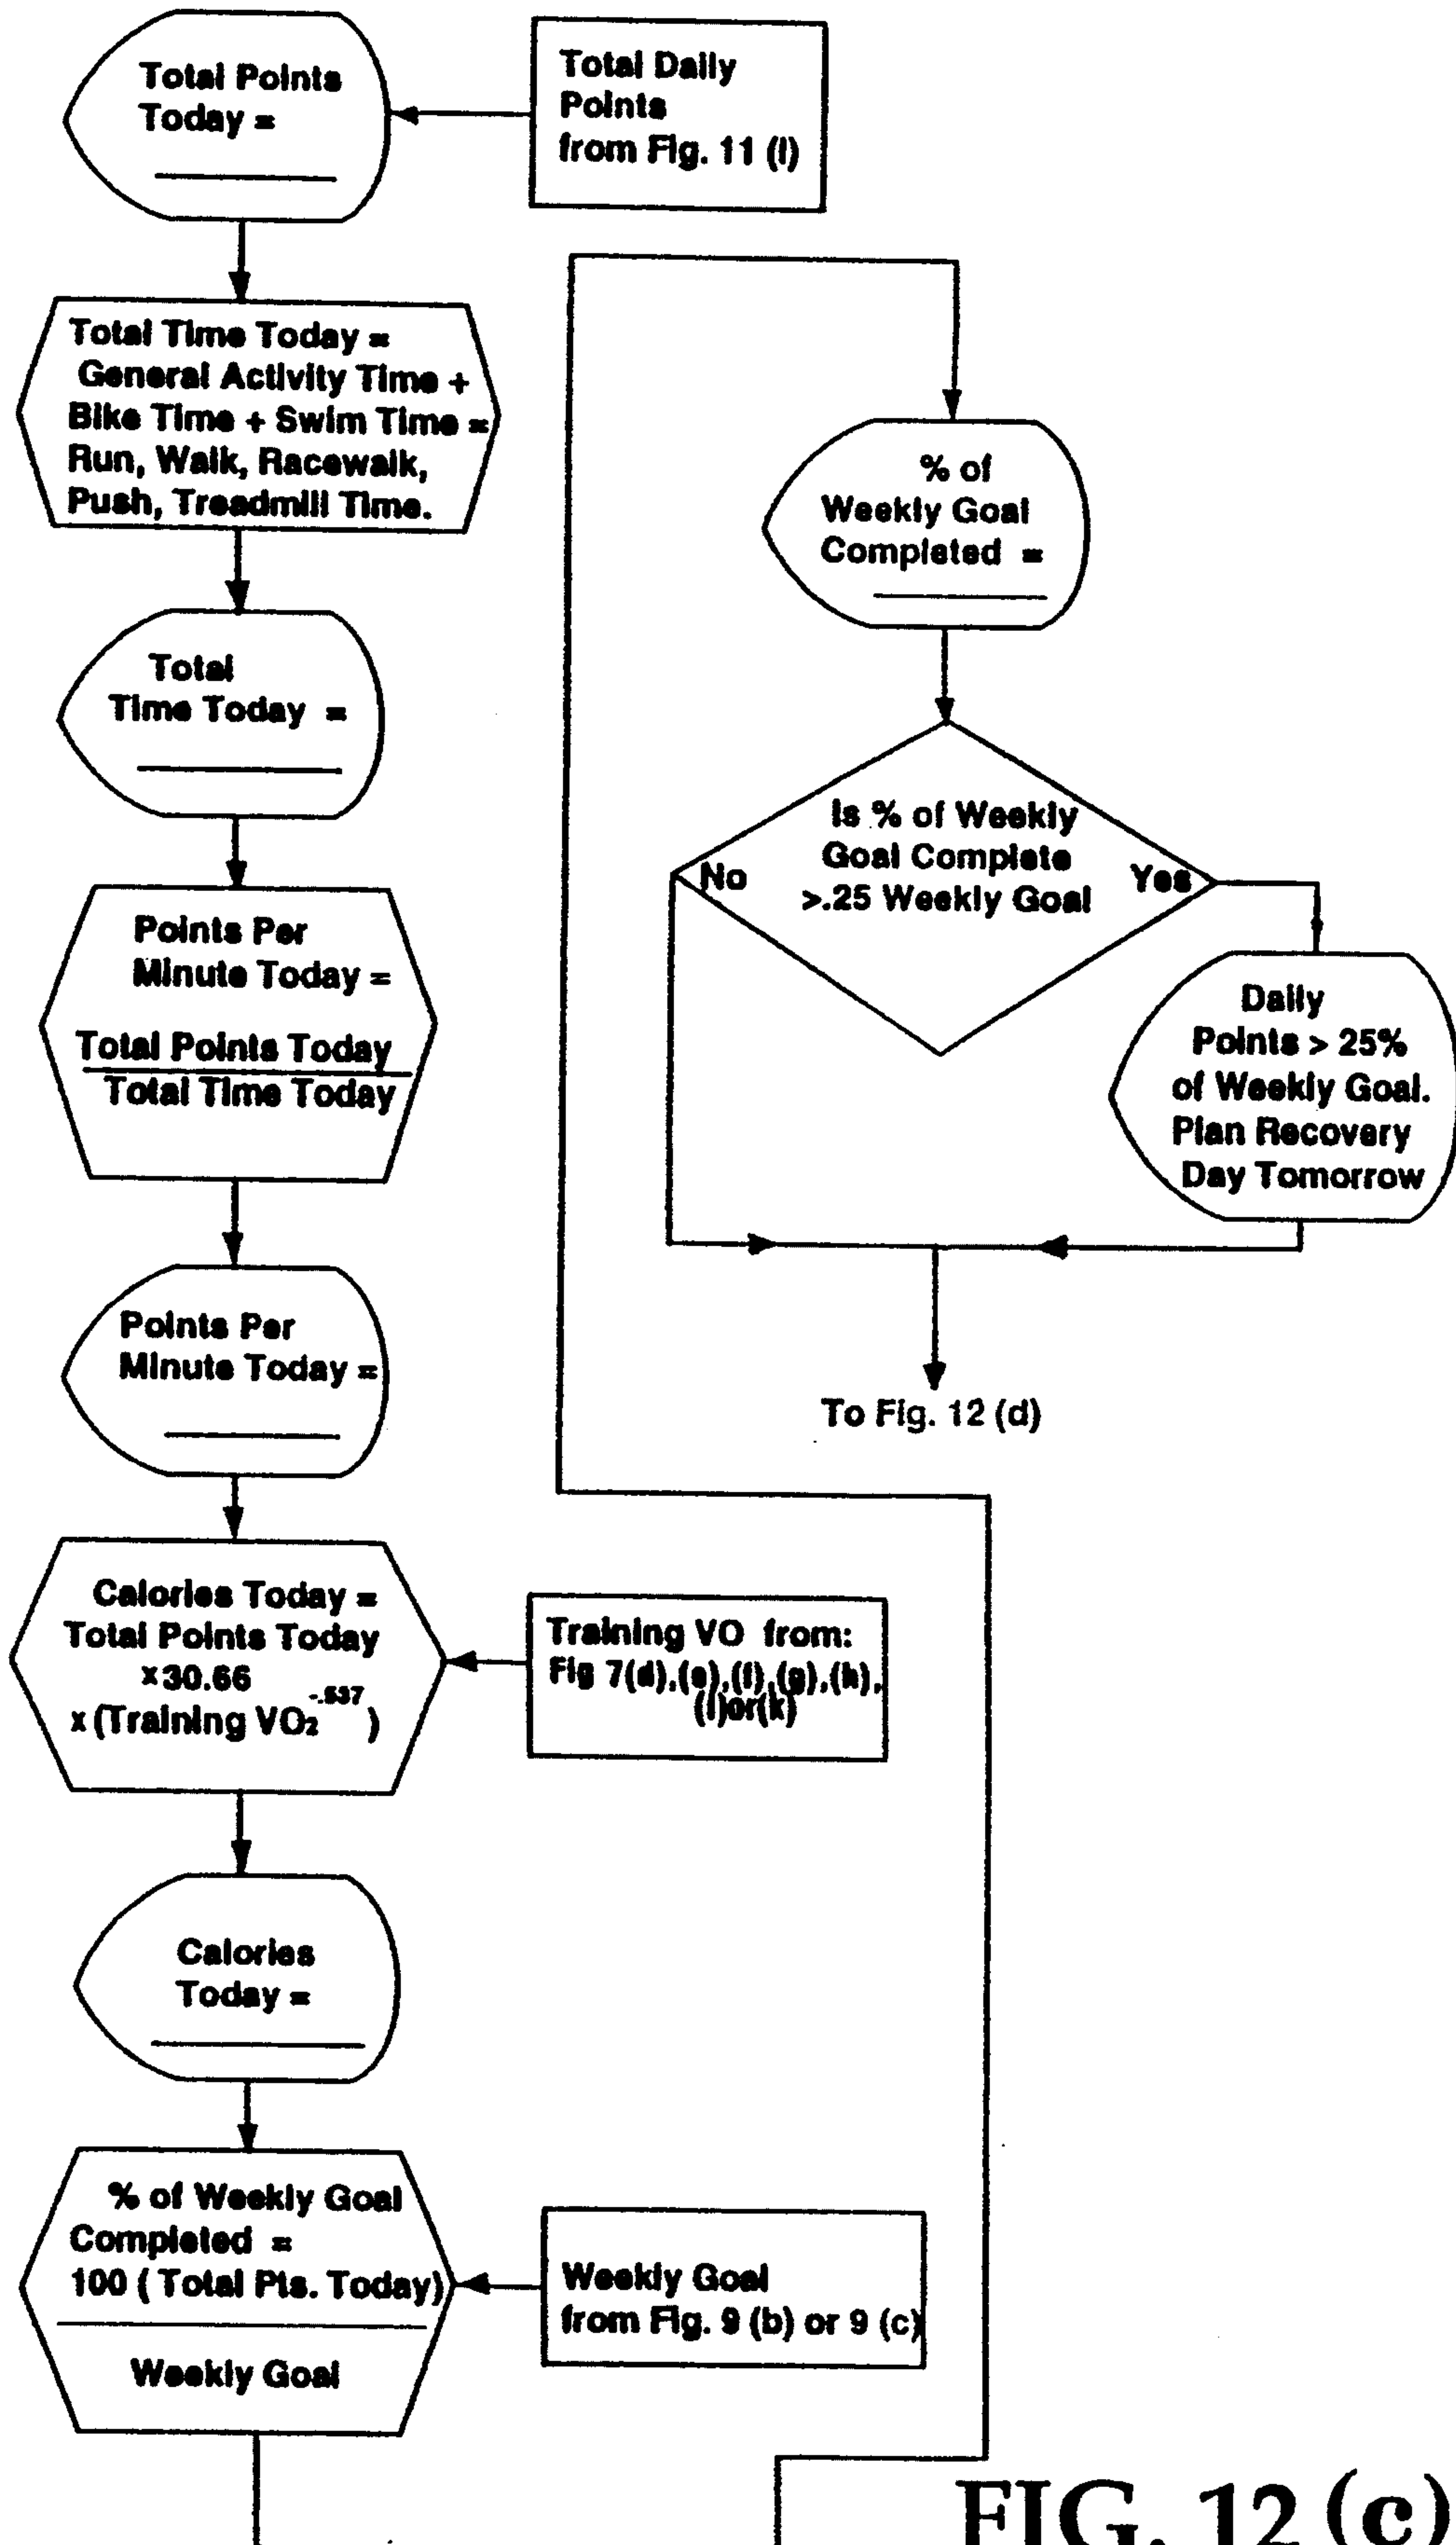 Total Points
Today =
Total Daily
Points
from Fig. 11 (l)
Total Time Today =
General Activity Time +
Bike Time + Swim Time =
Run, Walk, Racewalk,
Push, Treadmill Time.
Total
Time Today =
Points Per
Minute Today =
Total Points Today
Total Time Today
Points Per
Minute Today =
Calories Today =
Total Points Today
x 30.66
x (Training VO2 -.537 )
Training VO from:
Fig 7(d),(e),(f),(g),(h),
(i)or(k)
Calories
Today =
% of Weekly Goal
Completed =
100 ( Total Pts. Today)
Weekly Goal
Weekly Goal
from Fig. 9 (b) or 9 (c)
% of
Weekly Goal
Completed =
Is % of Weekly
Goal Complete
>.25 Weekly Goal
No
Yes
Daily
Points > 25%
of Weekly Goal.
Plan Recovery
Day Tomorrow
To Fig. 12 (d)
FIG. 12 (c)